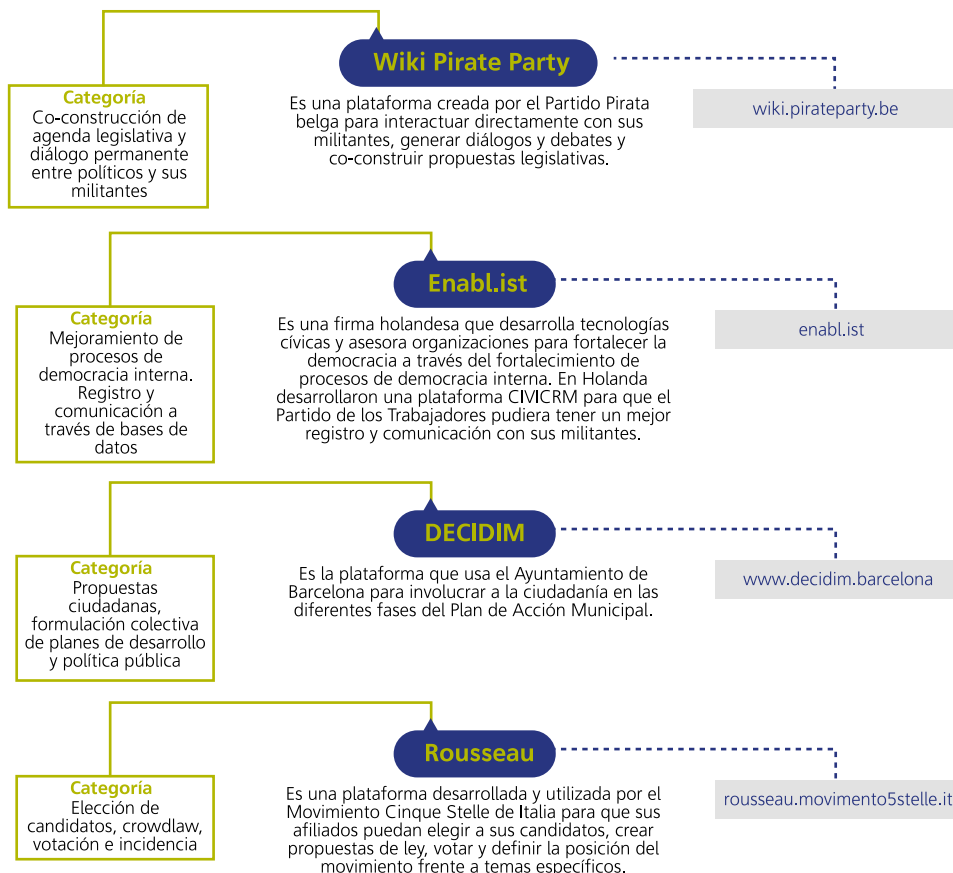 Wiki Pirate Party
Categoría
Co-construcción de
agenda legislativa y
diálogo permanente
entre políticos y sus
militantes
Es una plataforma creada por el Partido Pirata
belga para interactuar directamente con sus
militantes, generar diálogos y debates y
co-construir propuestas legislativas.
wiki.pirateparty.be
Enabl.ist
Categoría
Mejoramiento de
procesos de
democracia interna.
Registro y
comunicación a
través de bases de
datos
Es una firma holandesa que desarrolla tecnologías
cívicas y asesora organizaciones para fortalecer la
democracia a través del fortalecimiento de
procesos de democracia interna. En Holanda
desarrollaron una plataforma CIVICRM para que el
Partido de los Trabajadores pudiera tener un mejor
registro y comunicación con sus militantes.
enabl.ist
DECIDIM
Categoría
Propuestas
ciudadanas,
formulación colectiva
de planes de desarrollo
y política pública
Es la plataforma que usa el Ayuntamiento de
Barcelona para involucrar a la ciudadanía en las
diferentes fases del Plan de Acción Municipal.
www.decidim.barcelona
Rousseau
Categoría
Elección de
candidatos, crowdlaw,
votación e incidencia
Es una plataforma desarrollada y utilizada por el
Movimiento Cinque Stelle de Italia para que sus
afiliados puedan elegir a sus candidatos, crear
propuestas de ley, votar y definir la posición del
movimiento frente a temas específicos.
rousseau.movimento5stelle.it